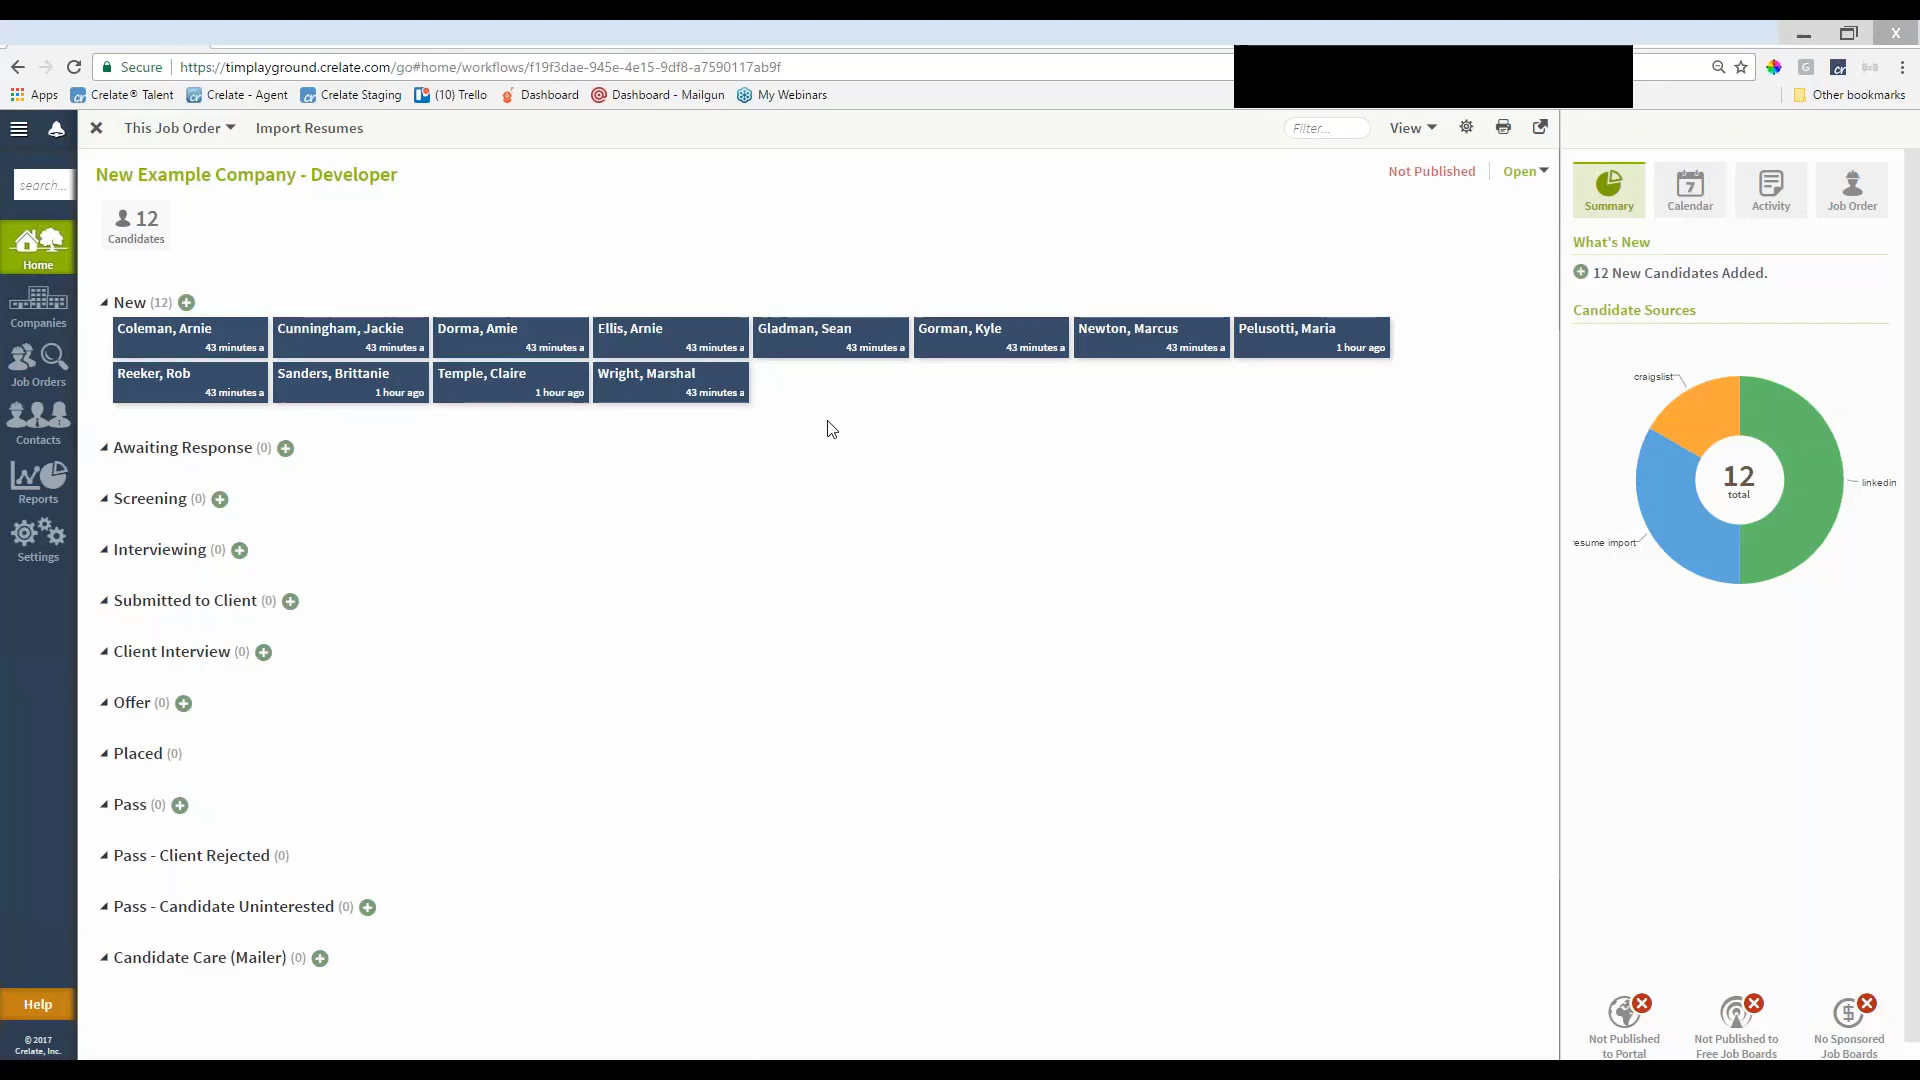 Secure https://timplayground.crelate.com/go#home/workflows/f19f3dae-945e-4e15-9df8-a7590117ab9f
Apps Crelate® Talent Crelate - Agent Crelate Staging (10) Trello Dashboard Dashboard - Mailgun My Webinars Other bookmarks
This Job Order Import Resumes Filter... View
search...
Home
Companies
Job Orders
Contacts
Reports
Settings
Help
© 2017
Crelate, Inc.
New Example Company - Developer
Not Published Open
12
Candidates
New (12)
Coleman, Arnie
43 minutes a
Cunningham, Jackie
43 minutes a
Dorma, Amie
43 minutes a
Ellis, Arnie
43 minutes a
Gladman, Sean
43 minutes a
Gorman, Kyle
43 minutes a
Newton, Marcus
43 minutes a
Pelusotti, Maria
1 hour ago
Reeker, Rob
43 minutes a
Sanders, Brittanie
1 hour ago
Temple, Claire
1 hour ago
Wright, Marshal
43 minutes a
Awaiting Response (0)
Screening (0)
Interviewing (0)
Submitted to Client (0)
Client Interview (0)
Offer (0)
Placed (0)
Pass (0)
Pass - Client Rejected (0)
Pass - Candidate Uninterested (0)
Candidate Care (Mailer) (0)
Summary
7
Calendar
Activity
Job Order
What's New
12 New Candidates Added.
Candidate Sources
craigslist
linkedin
12
total
esume import
Not Published
to Portal
Not Published to
Free Job Boards
No Sponsored
Job Boards